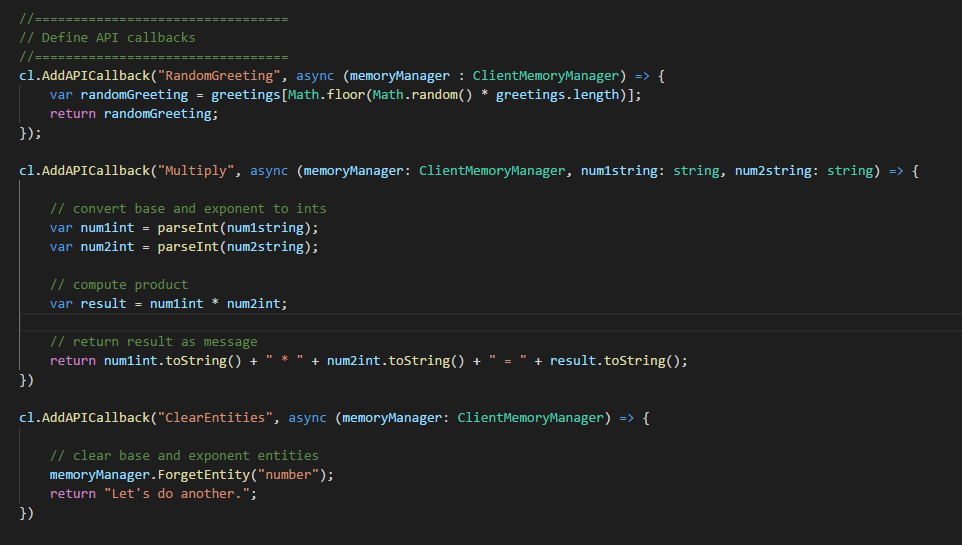 //=================================
// Define API callbacks
//=================================
cl.AddAPICallback("RandomGreeting", async (memoryManager : ClientMemoryManager) => {
    var randomGreeting = greetings[Math.floor(Math.random() * greetings.length)];
    return randomGreeting;
});
cl.AddAPICallback("Multiply", async (memoryManager: ClientMemoryManager, num1string: string, num2string: string) => {
    // convert base and exponent to ints
    var num1int = parseInt(num1string);
    var num2int = parseInt(num2string);
    // compute product
    var result = num1int * num2int;
    // return result as message
    return num1int.toString() + " * " + num2int.toString() + " = " + result.toString();
})
cl.AddAPICallback("ClearEntities", async (memoryManager: ClientMemoryManager) => {
    // clear base and exponent entities
    memoryManager.ForgetEntity("number");
    return "Let's do another.";
})